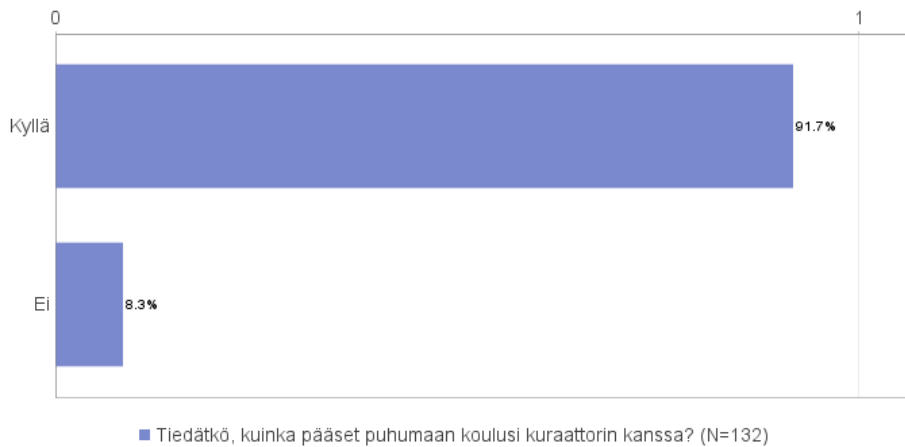 0 1
Kyllä 91.7%
Ei 8.3%
Tiedätkö, kuinka pääset puhumaan koulusi kuraattorin kanssa? (N=132)